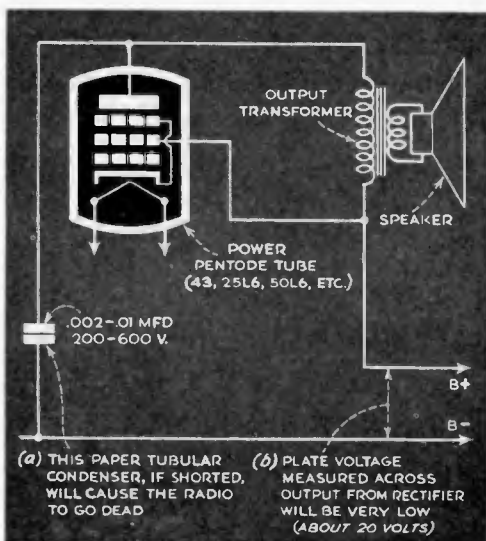 OUTPUT
TRANSFORMER
SPEAKER
POWER
PENTODE TUBE
(43, 25L6, 50L6, ETC.)
.002-.01 MFD
200-600 V.
B+
B-
(a) THIS PAPER TUBULAR
CONDENSER, IF SHORTED,
WILL CAUSE THE RADIO
TO GO DEAD
(b) PLATE VOLTAGE
MEASURED ACROSS
OUTPUT FROM RECTIFIER
WILL BE VERY LOW
(ABOUT 20 VOLTS)